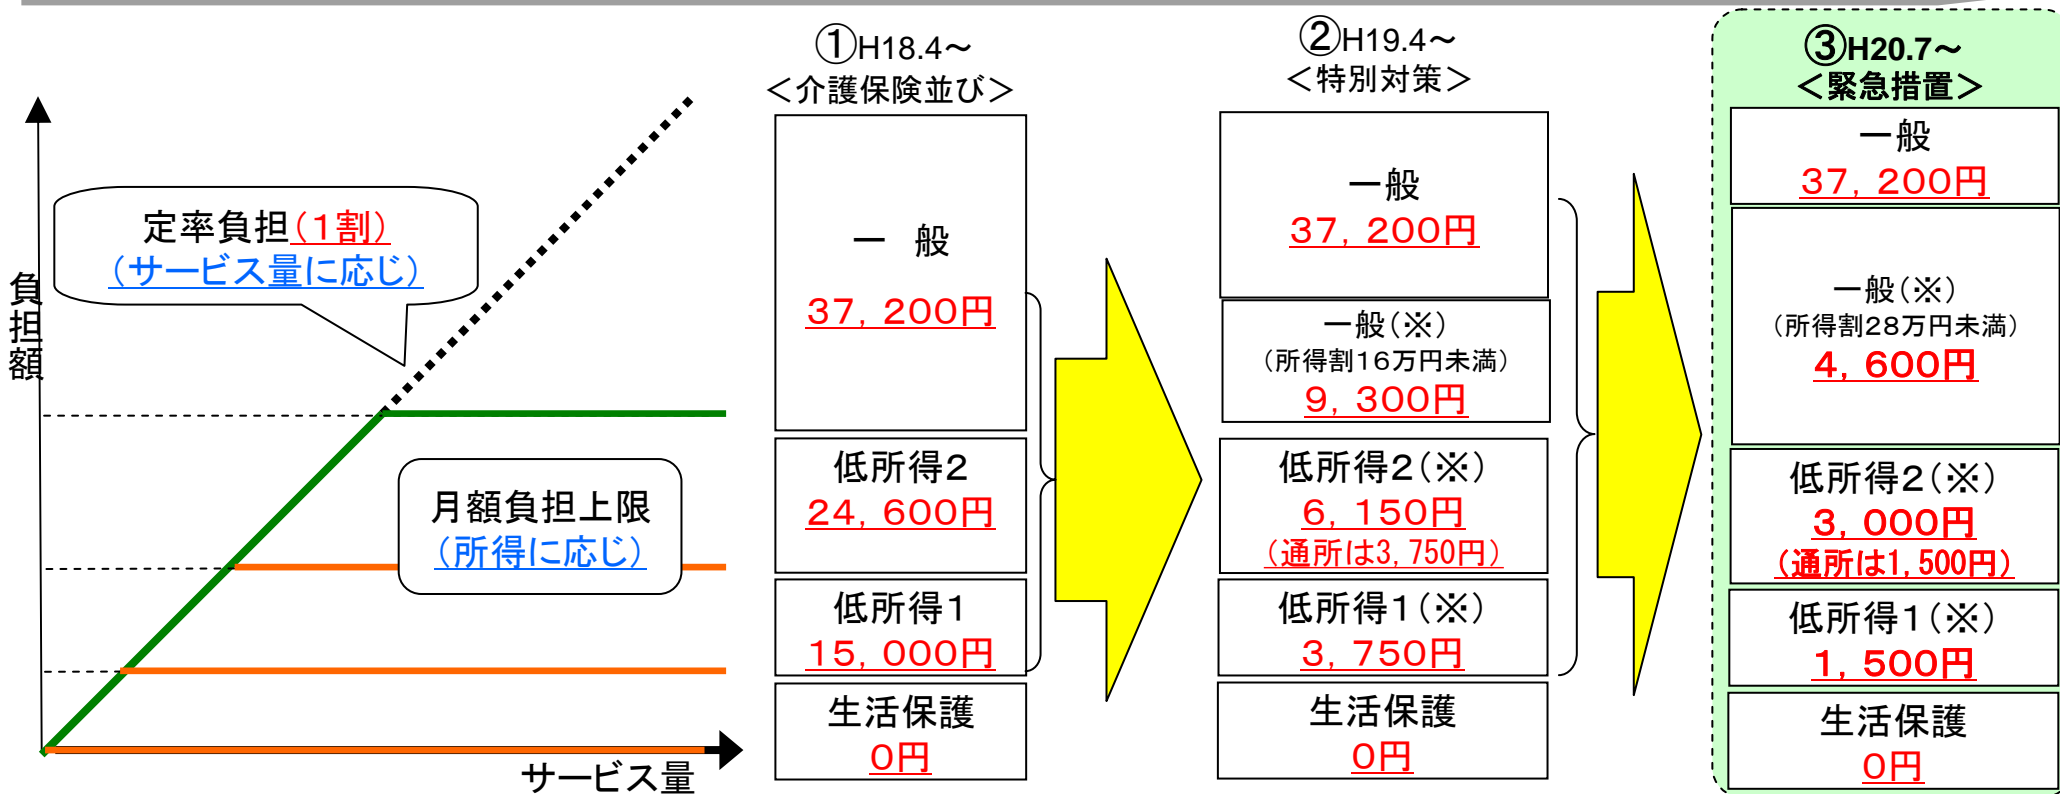 負担額
定率負担(1割)
(サービス量に応じ)
月額負担上限
(所得に応じ)
サービス量
①H18.4～
＜介護保険並び＞
一 般
37, 200円
低所得2
24, 600円
低所得1
15, 000円
生活保護
0円
②H19.4～
＜特別対策＞
一般
37, 200円
一般(※)
(所得割16万円未満)
9, 300円
低所得2(※)
6, 150円
(通所は3, 750円)
低所得1(※)
3, 750円
生活保護
0円
③H20.7～
＜緊急措置＞
一般
37, 200円
一般(※)
(所得割28万円未満)
4, 600円
低所得2(※)
3, 000円
(通所は1, 500円)
低所得1(※)
1, 500円
生活保護
0円